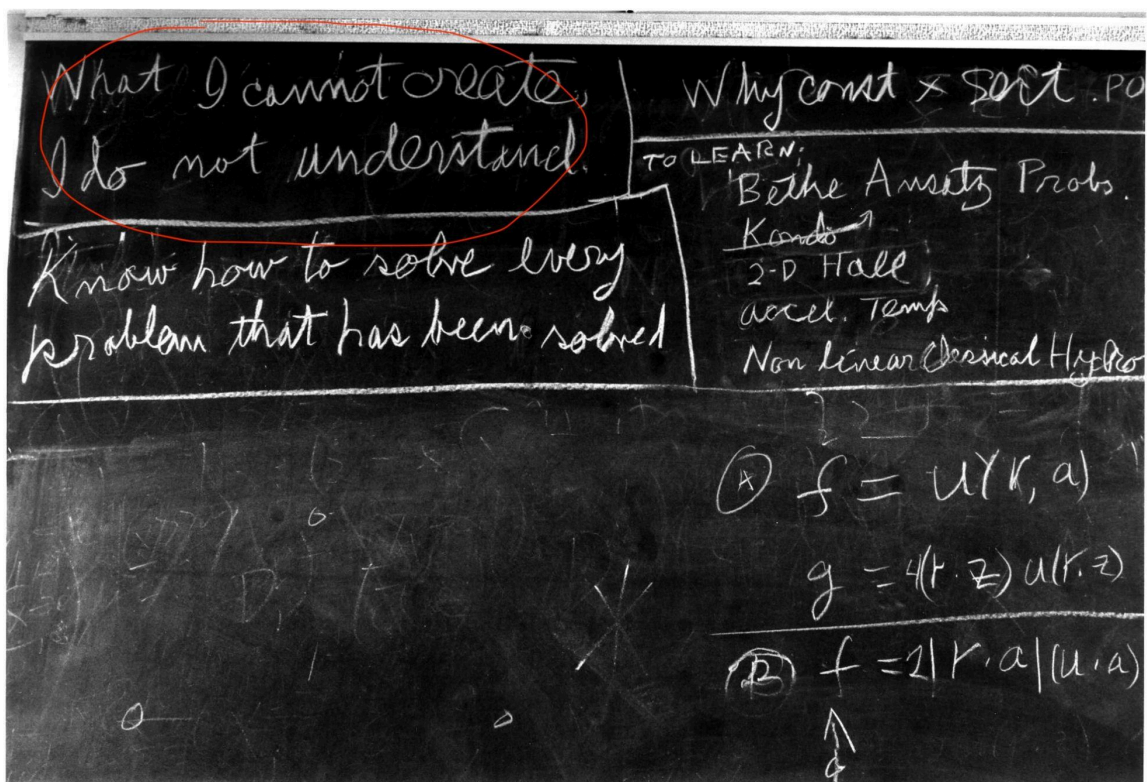 What I cannot create,
I do not understand.
Know how to solve every
problem that has been solved
Why const × sort . PO
TO LEARN:
Bethe Ansatz Probs.
Kondo
2-D Hall
accel. Temp
Non linear Classical Hydro
(A) f = u(r, a)
g = 4(r·z) u(r·z)
(B) f = 2|r·a|(u·a)